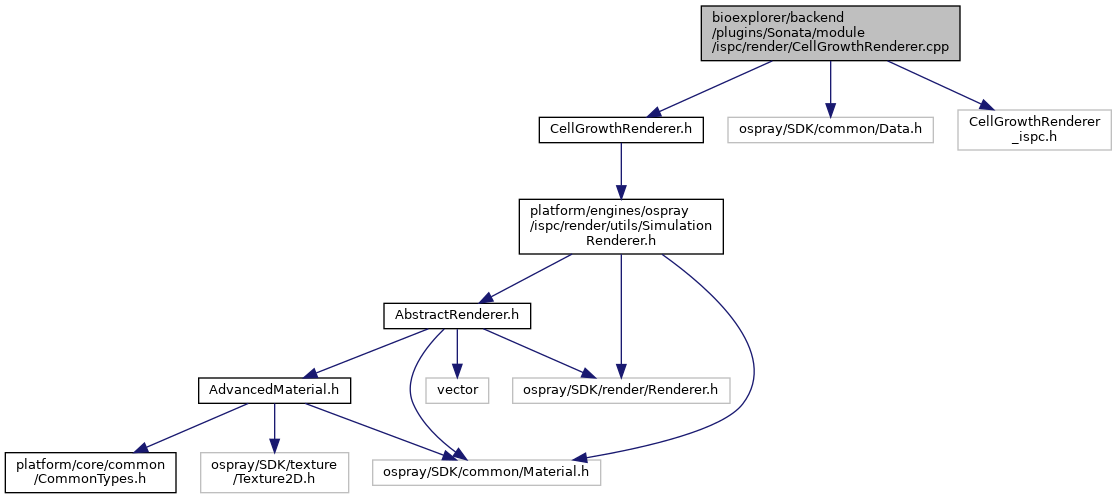 bioexplorer/backend
/plugins/Sonata/module
/ispc/render/CellGrowthRenderer.cpp
CellGrowthRenderer.h
ospray/SDK/common/Data.h
CellGrowthRenderer
_ispc.h
platform/engines/ospray
/ispc/render/utils/Simulation
Renderer.h
AbstractRenderer.h
AdvancedMaterial.h
vector
ospray/SDK/render/Renderer.h
platform/core/common
/CommonTypes.h
ospray/SDK/texture
/Texture2D.h
ospray/SDK/common/Material.h